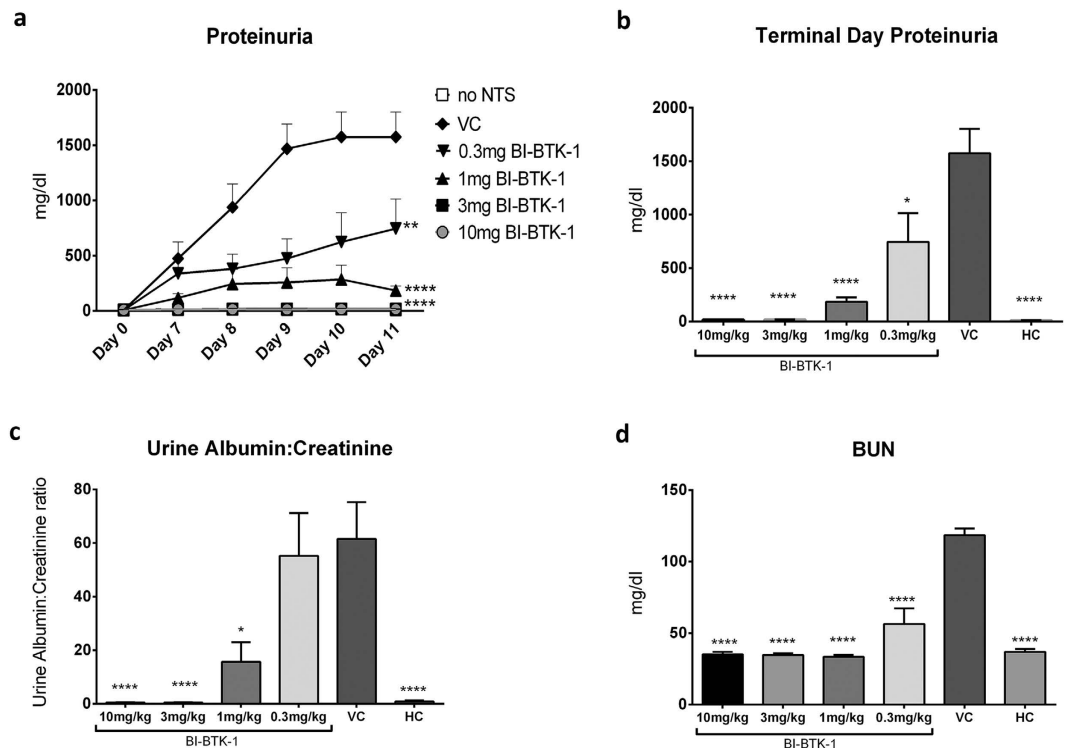 a
Proteinuria
mg/dl
2000
1500
1000
500
0
Day 0
Day 7
Day 8
Day 9
Day 10
Day 11
no NTS
VC
0.3mg BI-BTK-1
1mg BI-BTK-1
3mg BI-BTK-1
10mg BI-BTK-1
**
****
****
b
Terminal Day Proteinuria
mg/dl
2000
1500
1000
500
0
**** **** **** * ****
10mg/kg 3mg/kg 1mg/kg 0.3mg/kg VC HC
BI-BTK-1
c
Urine Albumin:Creatinine
Urine Albumin:Creatinine ratio
80
60
40
20
0
**** **** * ****
10mg/kg 3mg/kg 1mg/kg 0.3mg/kg VC HC
BI-BTK-1
d
BUN
mg/dl
150
100
50
0
**** **** **** **** ****
10mg/kg 3mg/kg 1mg/kg 0.3mg/kg VC HC
BI-BTK-1